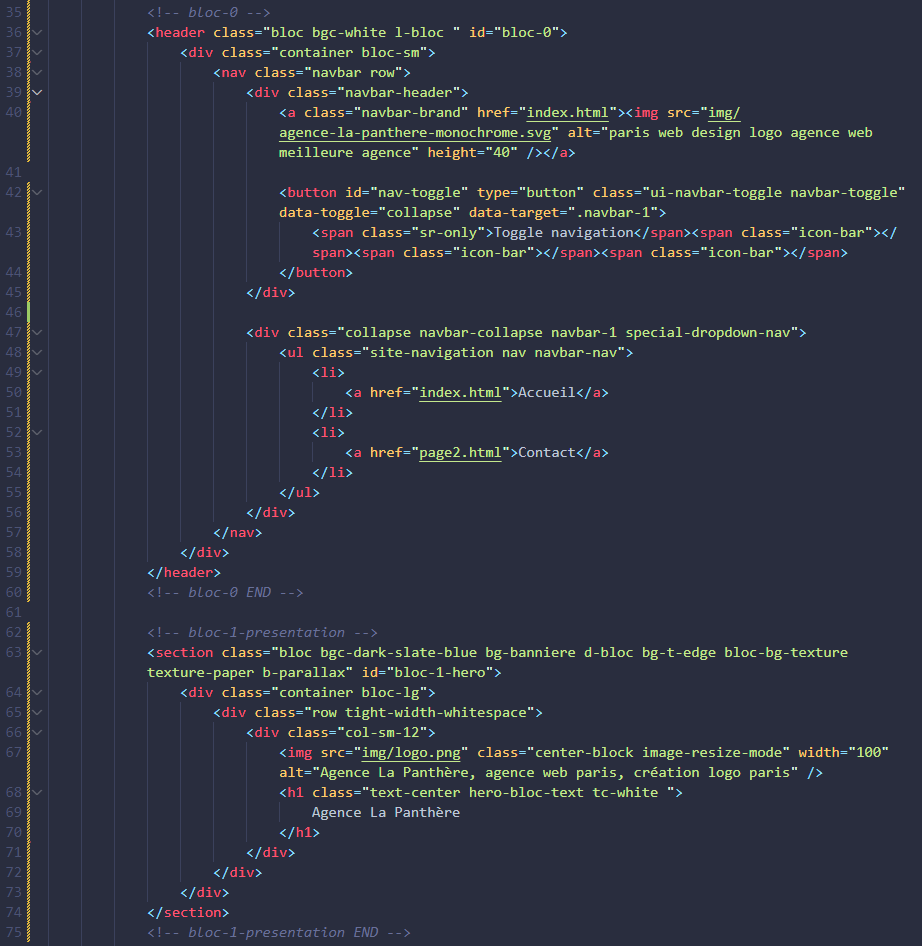 35 <!-- bloc-0 -->
36 <header class="bloc bgc-white l-bloc " id="bloc-0">
37 <div class="container bloc-sm">
38 <nav class="navbar row">
39 <div class="navbar-header">
40 <a class="navbar-brand" href="index.html"><img src="img/
agence-la-panthere-monochrome.svg" alt="paris web design logo agence web
meilleure agence" height="40" /></a>
41
42 <button id="nav-toggle" type="button" class="ui-navbar-toggle navbar-toggle"
data-toggle="collapse" data-target=".navbar-1">
43 <span class="sr-only">Toggle navigation</span><span class="icon-bar"></
span><span class="icon-bar"></span><span class="icon-bar"></span>
44 </button>
45 </div>
46
47 <div class="collapse navbar-collapse navbar-1 special-dropdown-nav">
48 <ul class="site-navigation nav navbar-nav">
49 <li>
50 <a href="index.html">Accueil</a>
51 </li>
52 <li>
53 <a href="page2.html">Contact</a>
54 </li>
55 </ul>
56 </div>
57 </nav>
58 </div>
59 </header>
60 <!-- bloc-0 END -->
61
62 <!-- bloc-1-presentation -->
63 <section class="bloc bgc-dark-slate-blue bg-banniere d-bloc bg-t-edge bloc-bg-texture
texture-paper b-parallax" id="bloc-1-hero">
64 <div class="container bloc-lg">
65 <div class="row tight-width-whitespace">
66 <div class="col-sm-12">
67 <img src="img/logo.png" class="center-block image-resize-mode" width="100"
alt="Agence La Panthère, agence web paris, création logo paris" />
68 <h1 class="text-center hero-bloc-text tc-white ">
69 Agence La Panthère
70 </h1>
71 </div>
72 </div>
73 </div>
74 </section>
75 <!-- bloc-1-presentation END -->